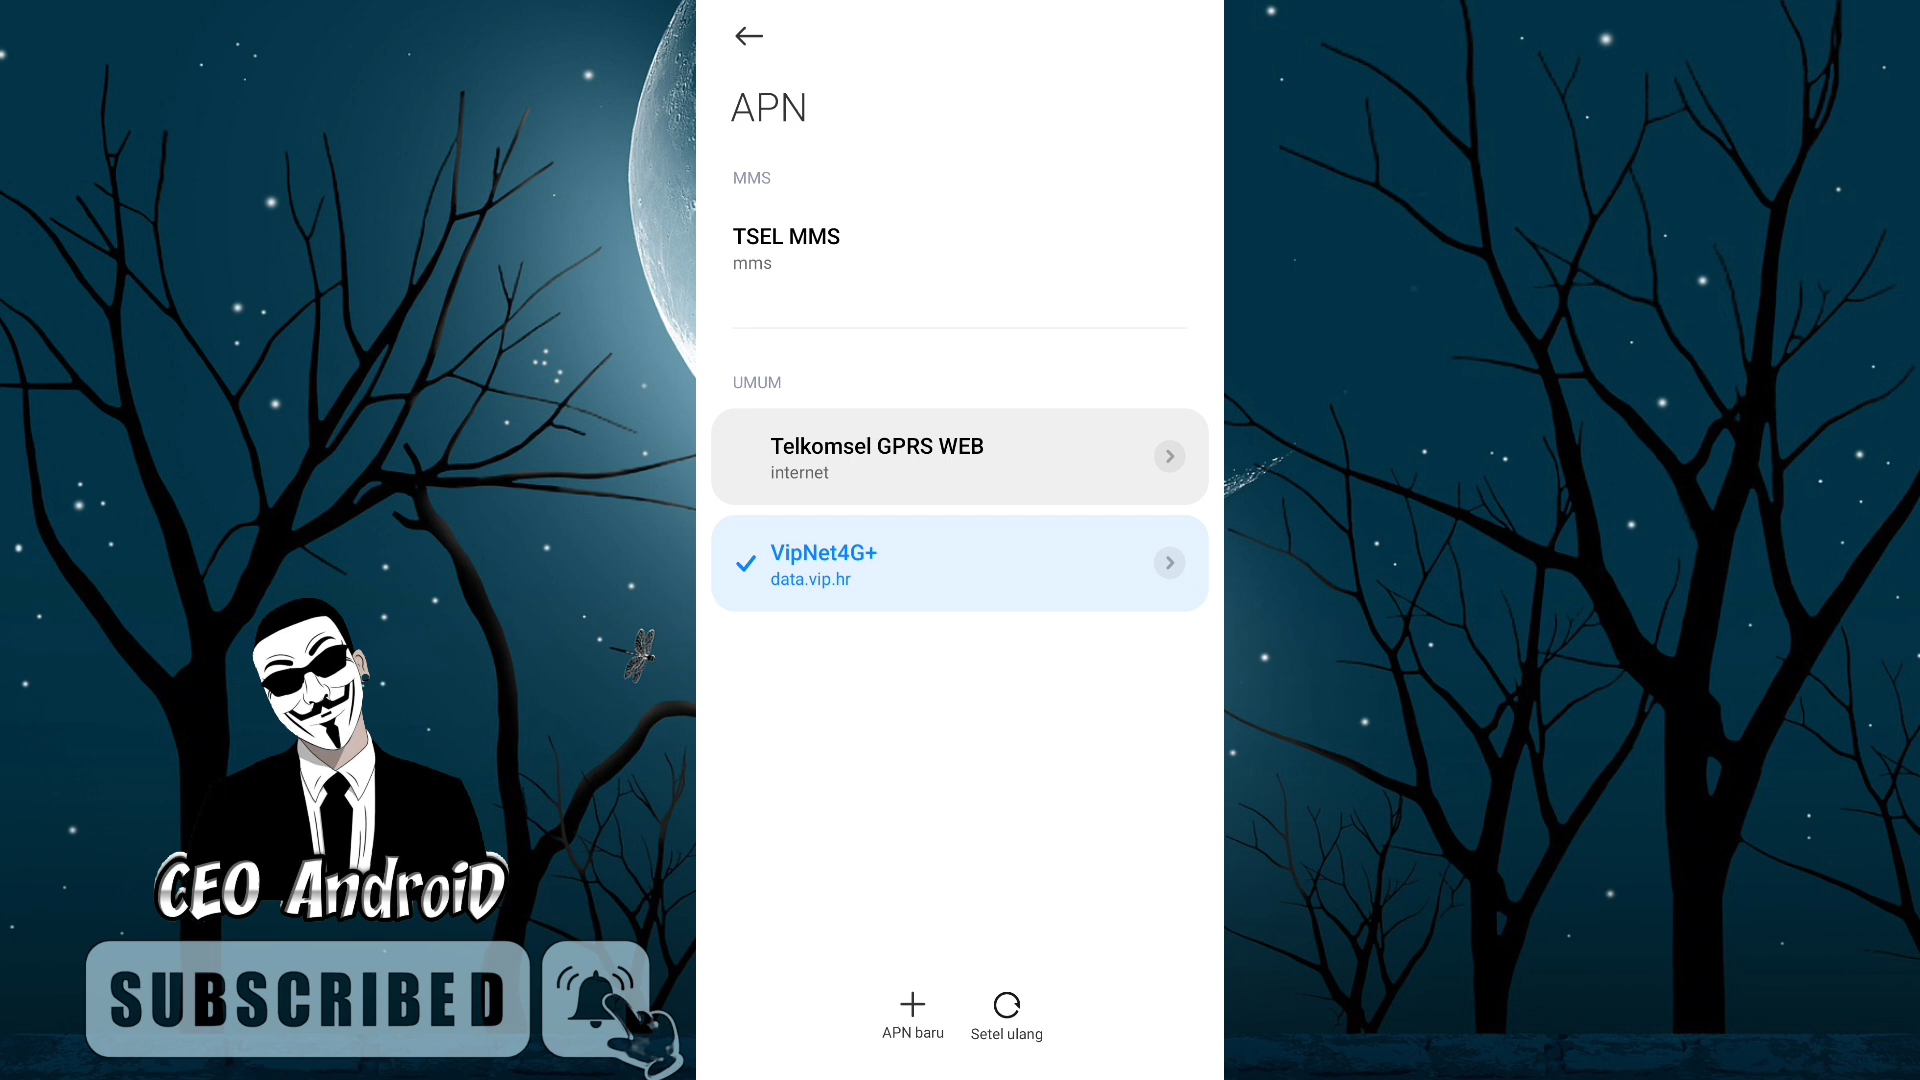 APN
MMS
TSEL MMS
mms
UMUM
Telkomsel GPRS WEB
internet
VipNet4G+
data.vip.hr
APN baru
Setel ulang
CEO AndroiD
SUBSCRIBED